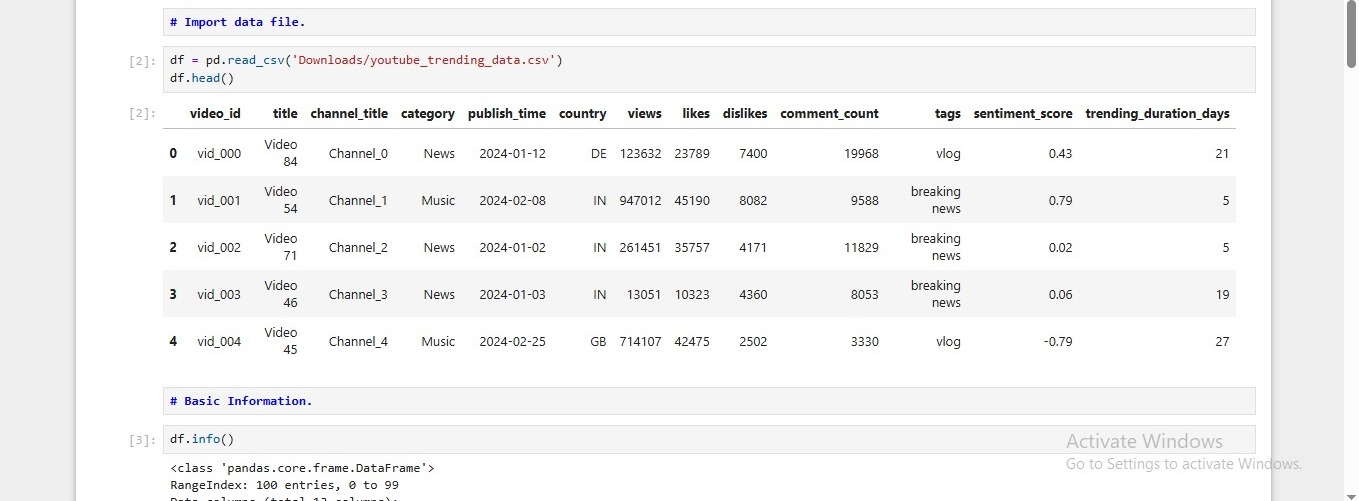 # Import data file.
[2]: df = pd.read_csv('Downloads/youtube_trending_data.csv')
df.head()
[2]: video_id title channel_title category publish_time country views likes dislikes comment_count tags sentiment_score trending_duration_days
0 vid_000 Video 84 Channel_0 News 2024-01-12 DE 123632 23789 7400 19968 vlog 0.43 21
1 vid_001 Video 54 Channel_1 Music 2024-02-08 IN 947012 45190 8082 9588 breaking news 0.79 5
2 vid_002 Video 71 Channel_2 News 2024-01-02 IN 261451 35757 4171 11829 breaking news 0.02 5
3 vid_003 Video 46 Channel_3 News 2024-01-03 IN 13051 10323 4360 8053 breaking news 0.06 19
4 vid_004 Video 45 Channel_4 Music 2024-02-25 GB 714107 42475 2502 3330 vlog -0.79 27
# Basic Information.
[3]: df.info()
<class 'pandas.core.frame.DataFrame'>
RangeIndex: 100 entries, 0 to 99
Data columns (total 13 columns):
Activate Windows
Go to Settings to activate Windows.